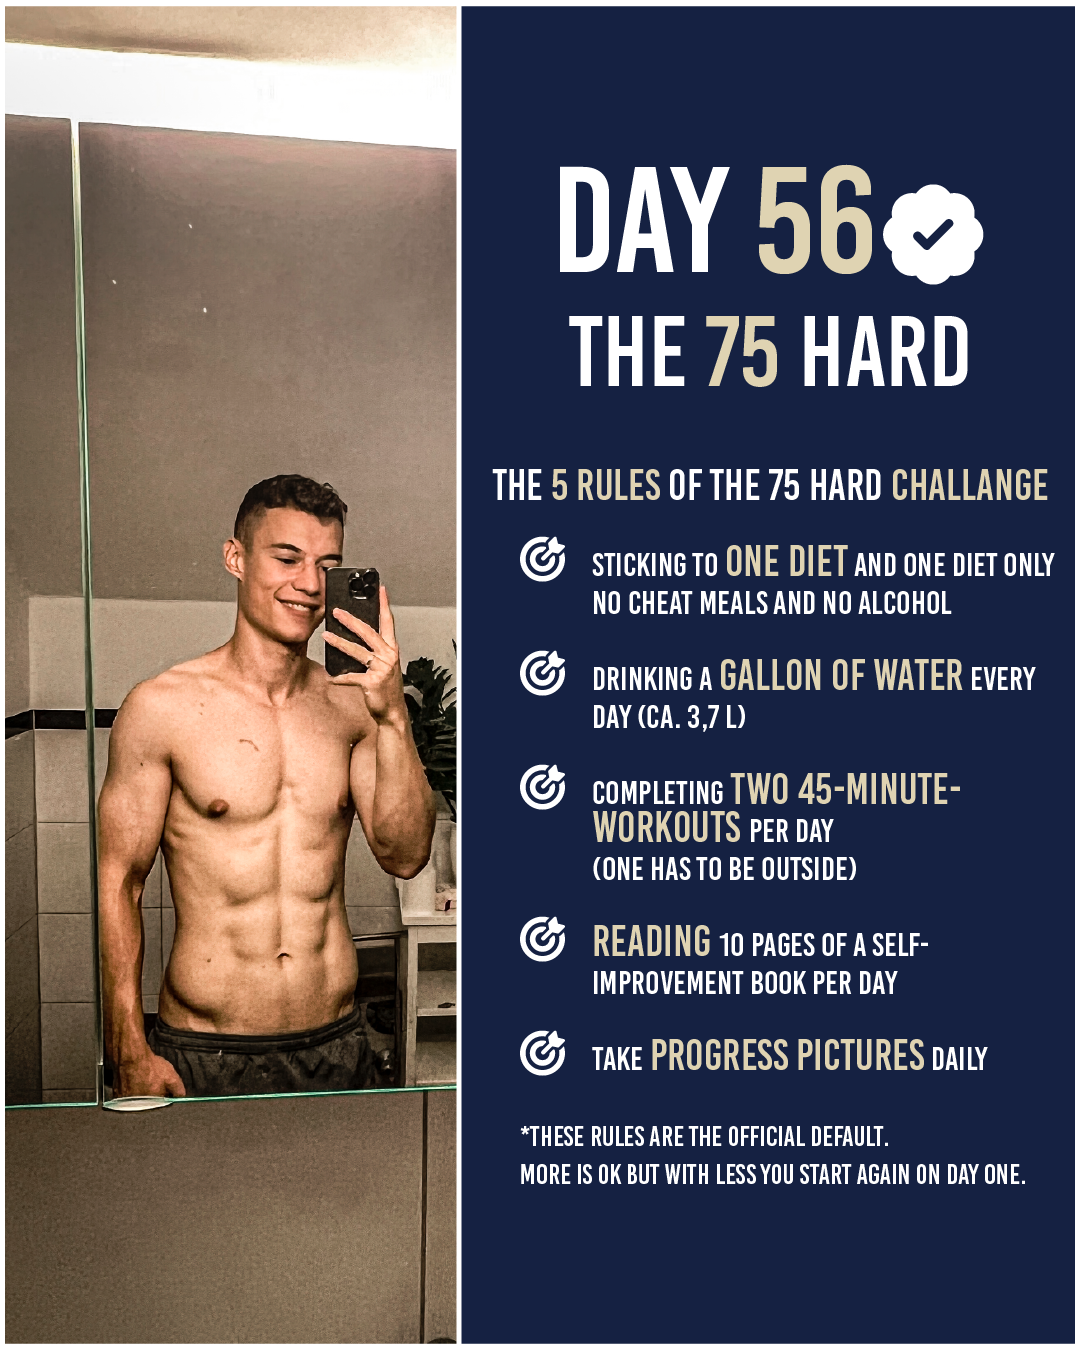 DAY 56
THE 75 HARD
THE 5 RULES OF THE 75 HARD CHALLANGE
STICKING TO ONE DIET AND ONE DIET ONLY
NO CHEAT MEALS AND NO ALCOHOL
DRINKING A GALLON OF WATER EVERY
DAY (CA. 3,7 L)
COMPLETING TWO 45-MINUTE-
WORKOUTS PER DAY
(ONE HAS TO BE OUTSIDE)
READING 10 PAGES OF A SELF-
IMPROVEMENT BOOK PER DAY
TAKE PROGRESS PICTURES DAILY
*THESE RULES ARE THE OFFICIAL DEFAULT.
MORE IS OK BUT WITH LESS YOU START AGAIN ON DAY ONE.